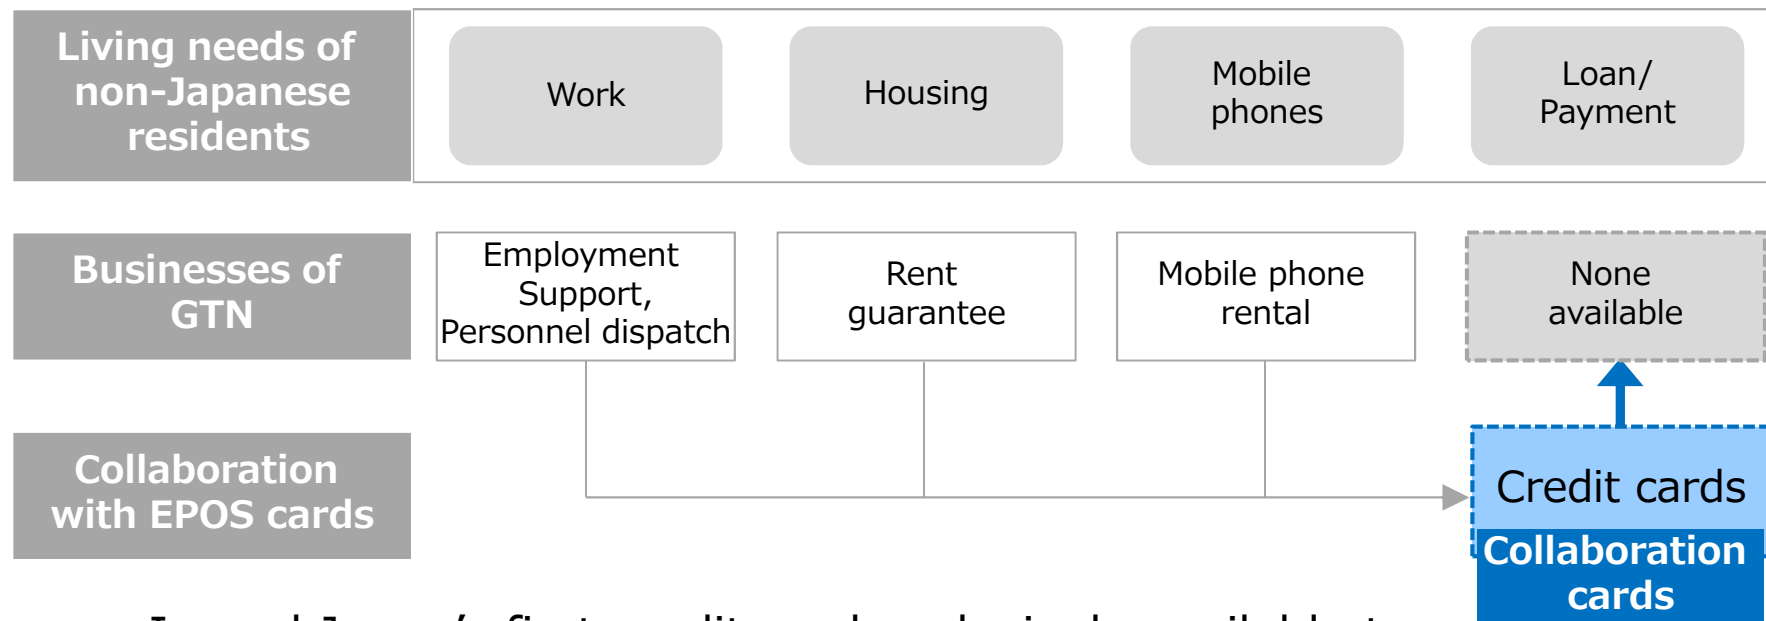 Living needs of
non-Japanese
residents
Work
Housing
Mobile
phones
Loan/
Payment
Businesses of
GTN
Employment
Support,
Personnel dispatch
Rent
guarantee
Mobile phone
rental
None
available
Collaboration
with EPOS cards
Credit cards
Collaboration
cards